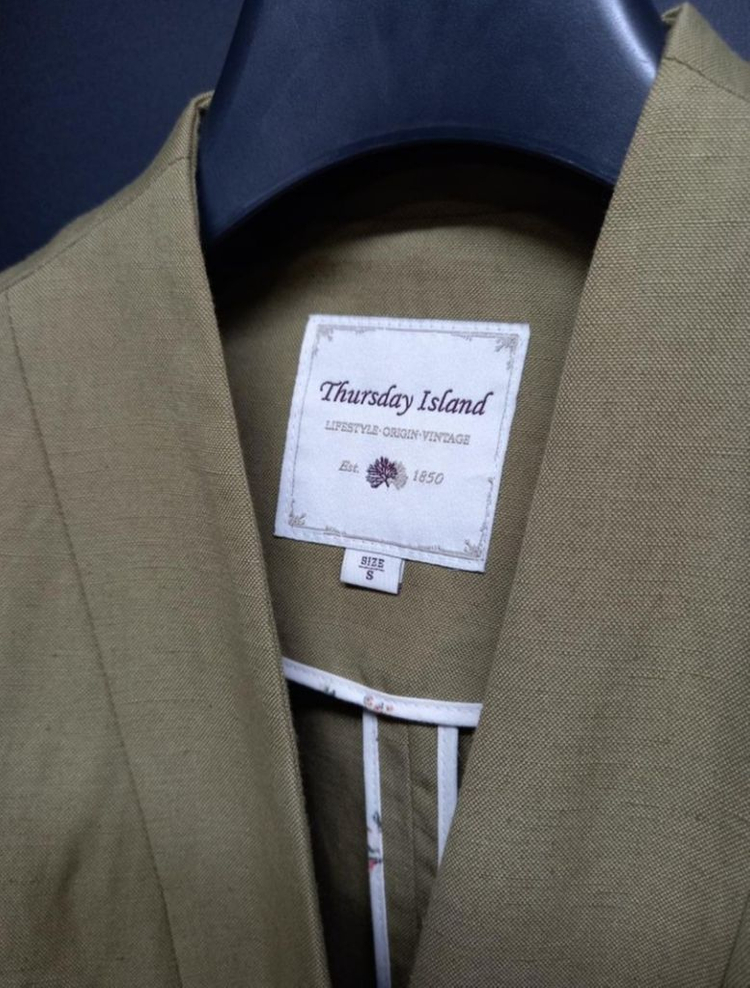 Thursday Island
LIFESTYLE·ORIGIN·VINTAGE
Est. 1850
SIZE
S